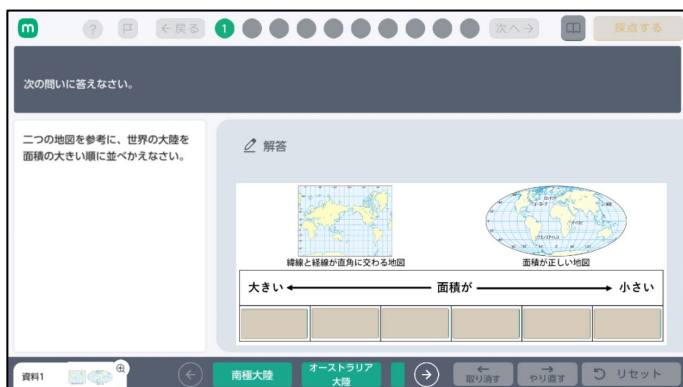 m
?
←戻る
1
次へ→
採点する
次の問いに答えなさい。
二つの地図を参考に、世界の大陸を
面積の大きい順に並べかえなさい。
解答
緯線と経線が直角に交わる地図
面積が正しい地図
大きい
面積が
小さい
資料1
南極大陸
オーストラリア
大陸
取り消す
やり直す
リセット